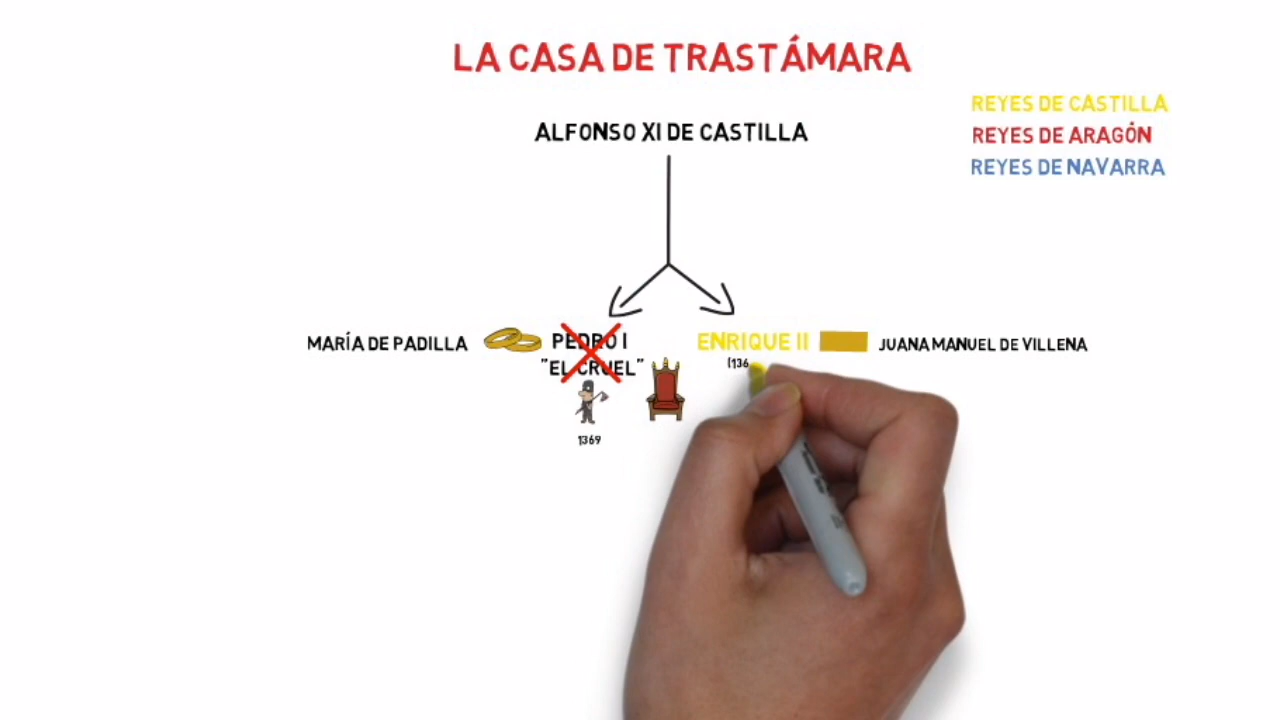 LA CASA DE TRASTÁMARA
REYES DE CASTILLA
REYES DE ARAGÓN
REYES DE NAVARRA
ALFONSO XI DE CASTILLA
MARÍA DE PADILLA
PEDRO I
"EL CRUEL"
1369
ENRIQUE II
(136
JUANA MANUEL DE VILLENA